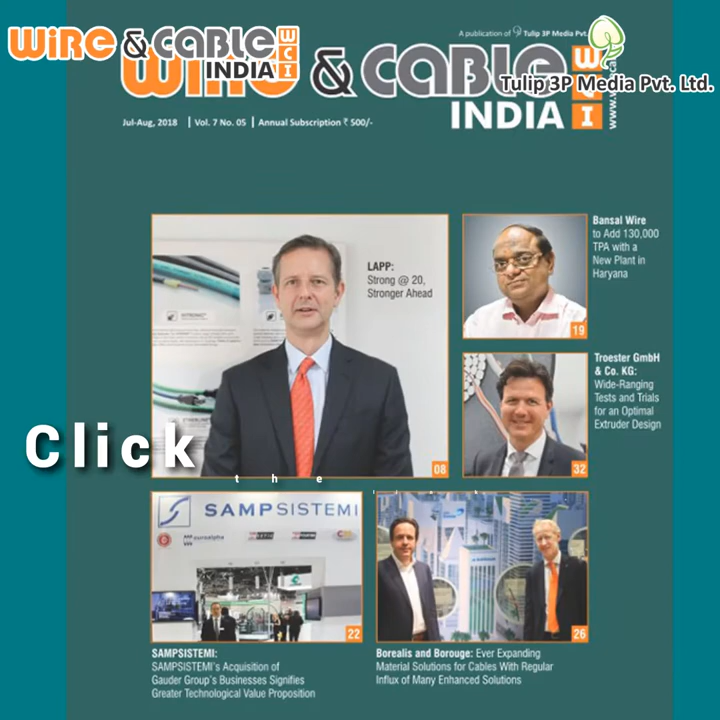 WIRE & CABLE WCI
INDIA
A publication of Tulip 3P Media Pvt.
WIRE & CABLE WCI
INDIA
Tulip 3P Media Pvt. Ltd.
Jul-Aug, 2018 | Vol. 7 No. 05 | Annual Subscription ₹ 500/-
LAPP:
Strong @ 20,
Stronger Ahead
08
Bansal Wire
to Add 130,000
TPA with a
New Plant in
Haryana
19
Troester GmbH
& Co. KG:
Wide-Ranging
Tests and Trials
for an Optimal
Extruder Design
32
Click
the
SAMPSISTEMI
22
SAMPSISTEMI:
SAMPSISTEMI's Acquisition of
Gauder Group's Businesses Signifies
Greater Technological Value Proposition
26
Borealis and Borouge: Ever Expanding
Material Solutions for Cables With Regular
Influx of Many Enhanced Solutions